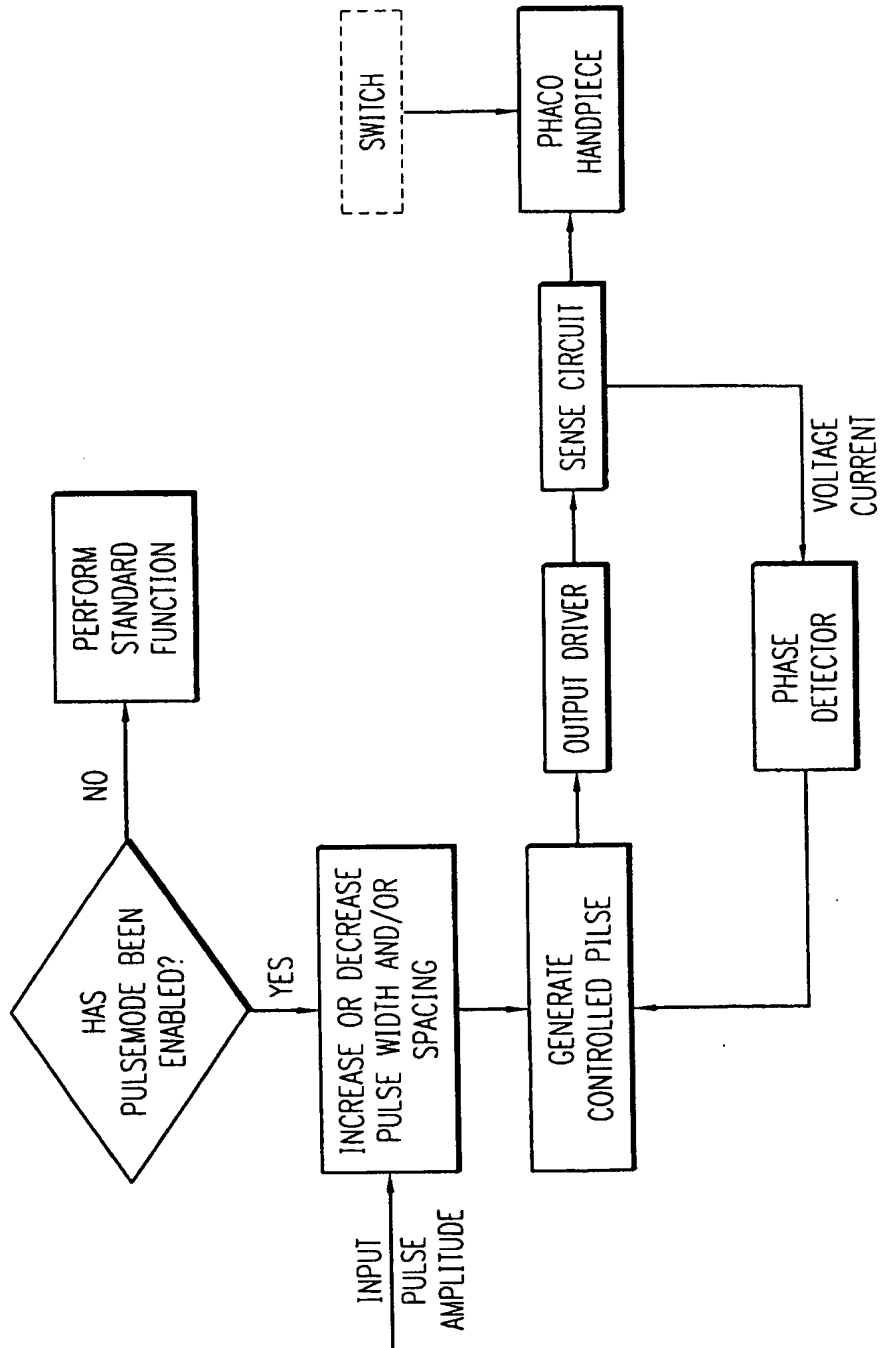 HAS
PULSEMODE BEEN
ENABLED?
NO
PERFORM
STANDARD
FUNCTION
YES
INPUT
PULSE
AMPLITUDE
INCREASE OR DECREASE
PULSE WIDTH AND/OR
SPACING
GENERATE
CONTROLLED PILSE
OUTPUT DRIVER
SENSE CIRCUIT
SWITCH
PHACO
HANDPIECE
VOLTAGE
CURRENT
PHASE
DETECTOR